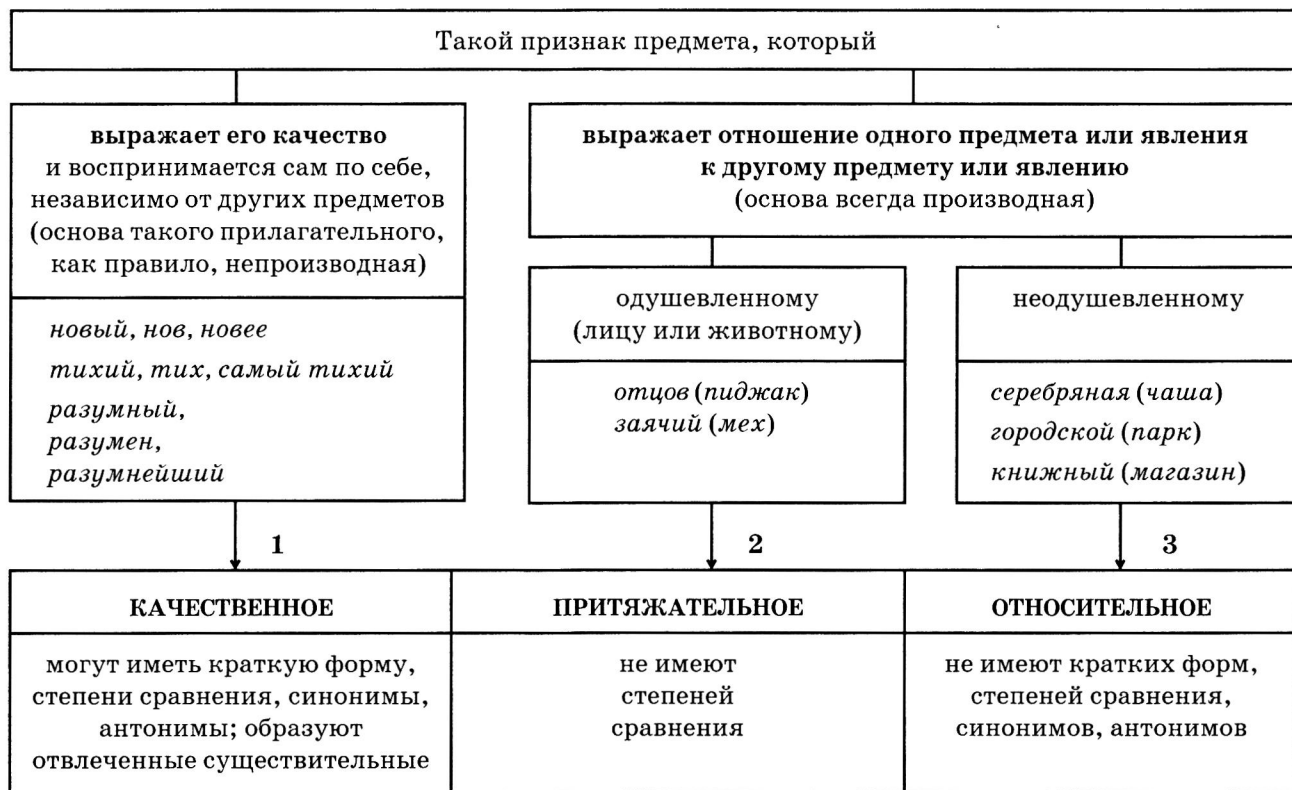 Такой признак предмета, который
выражает его качество
и воспринимается сам по себе,
независимо от других предметов
(основа такого прилагательного,
как правило, непроизводная)
новый, нов, новее
тихий, тих, самый тихий
разумный,
разумен,
разумнейший
выражает отношение одного предмета или явления
к другому предмету или явлению
(основа всегда производная)
одушевленному
(лицу или животному)
отцов (пиджак)
заячий (мех)
неодушевленному
серебряная (чаша)
городской (парк)
книжный (магазин)
1
2
3
КАЧЕСТВЕННОЕ
могут иметь краткую форму,
степени сравнения, синонимы,
антонимы; образуют
отвлеченные существительные
ПРИТЯЖАТЕЛЬНОЕ
не имеют
степеней
сравнения
ОТНОСИТЕЛЬНОЕ
не имеют кратких форм,
степеней сравнения,
синонимов, антонимов